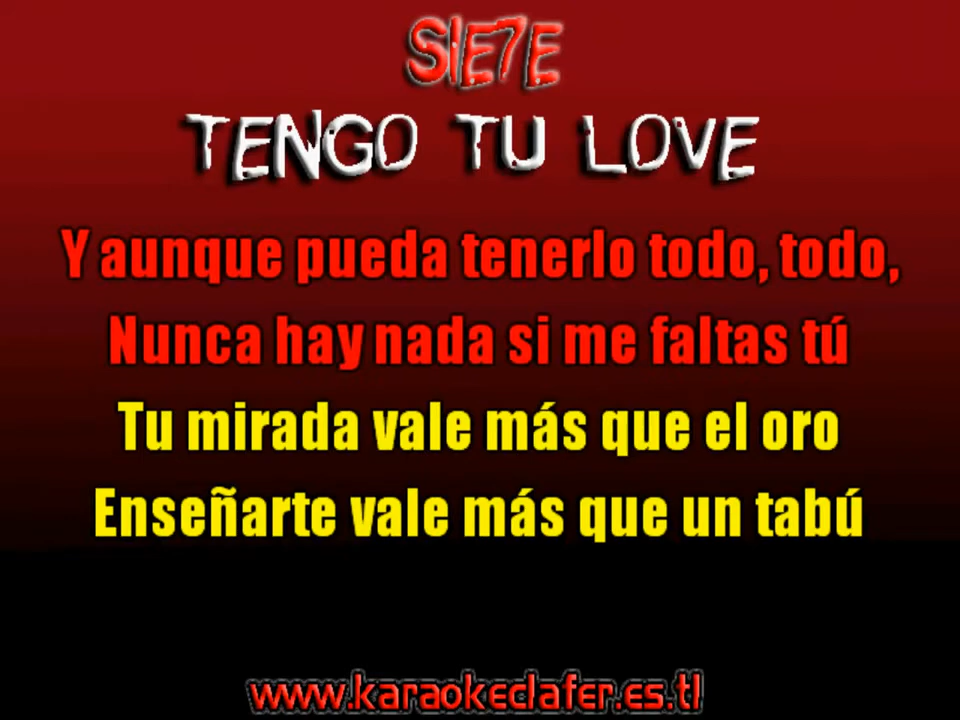 SIE7E
TENGO TU LOVE
Y aunque pueda tenerlo todo, todo,
Nunca hay nada si me faltas tú
Tu mirada vale más que el oro
Enseñarte vale más que un tabú
www.karaokeclafer.es.tl